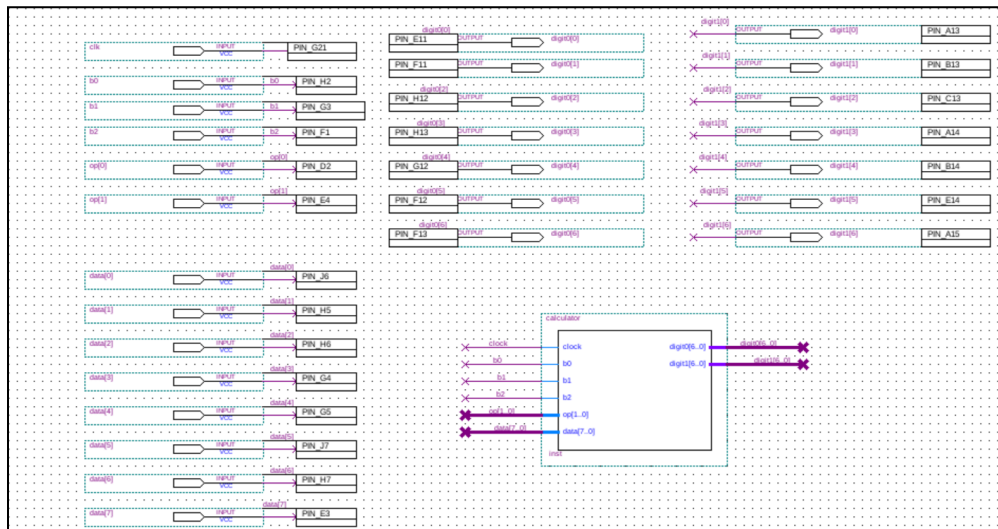 clk INPUT VCC PIN_G21
b0 INPUT VCC b0 PIN_H2
b1 INPUT VCC b1 PIN_G3
b2 INPUT VCC b2 PIN_F1
op[0] INPUT VCC op[0] PIN_D2
op[1] INPUT VCC op[1] PIN_E4
digit0[0] PIN_E11 OUTPUT digit0[0]
PIN_F11 OUTPUT digit0[1]
digit0[2] PIN_H12 OUTPUT digit0[2]
digit0[3] PIN_H13 OUTPUT digit0[3]
digit0[4] PIN_G12 OUTPUT digit0[4]
digit0[5] PIN_F12 OUTPUT digit0[5]
digit0[6] PIN_F13 OUTPUT digit0[6]
digit1[0] OUTPUT digit1[0] PIN_A13
digit1[1] OUTPUT digit1[1] PIN_B13
digit1[2] OUTPUT digit1[2] PIN_C13
digit1[3] OUTPUT digit1[3] PIN_A14
digit1[4] OUTPUT digit1[4] PIN_B14
digit1[5] OUTPUT digit1[5] PIN_E14
digit1[6] OUTPUT digit1[6] PIN_A15
data[0] INPUT VCC data[0] PIN_J6
data[1] INPUT VCC data[1] PIN_H5
data[2] INPUT VCC data[2] PIN_H6
data[3] INPUT VCC data[3] PIN_G4
data[4] INPUT VCC data[4] PIN_G5
data[5] INPUT VCC data[5] PIN_J7
data[6] INPUT VCC data[6] PIN_H7
data[7] INPUT VCC data[7] PIN_E3
calculator
clock clock digit0[6..0] digit0[6..0]
b0 b0 digit1[6..0] digit1[6..0]
b1 b1
b2 b2
op[1..0] op[1..0]
data[7..0] data[7..0]
inst